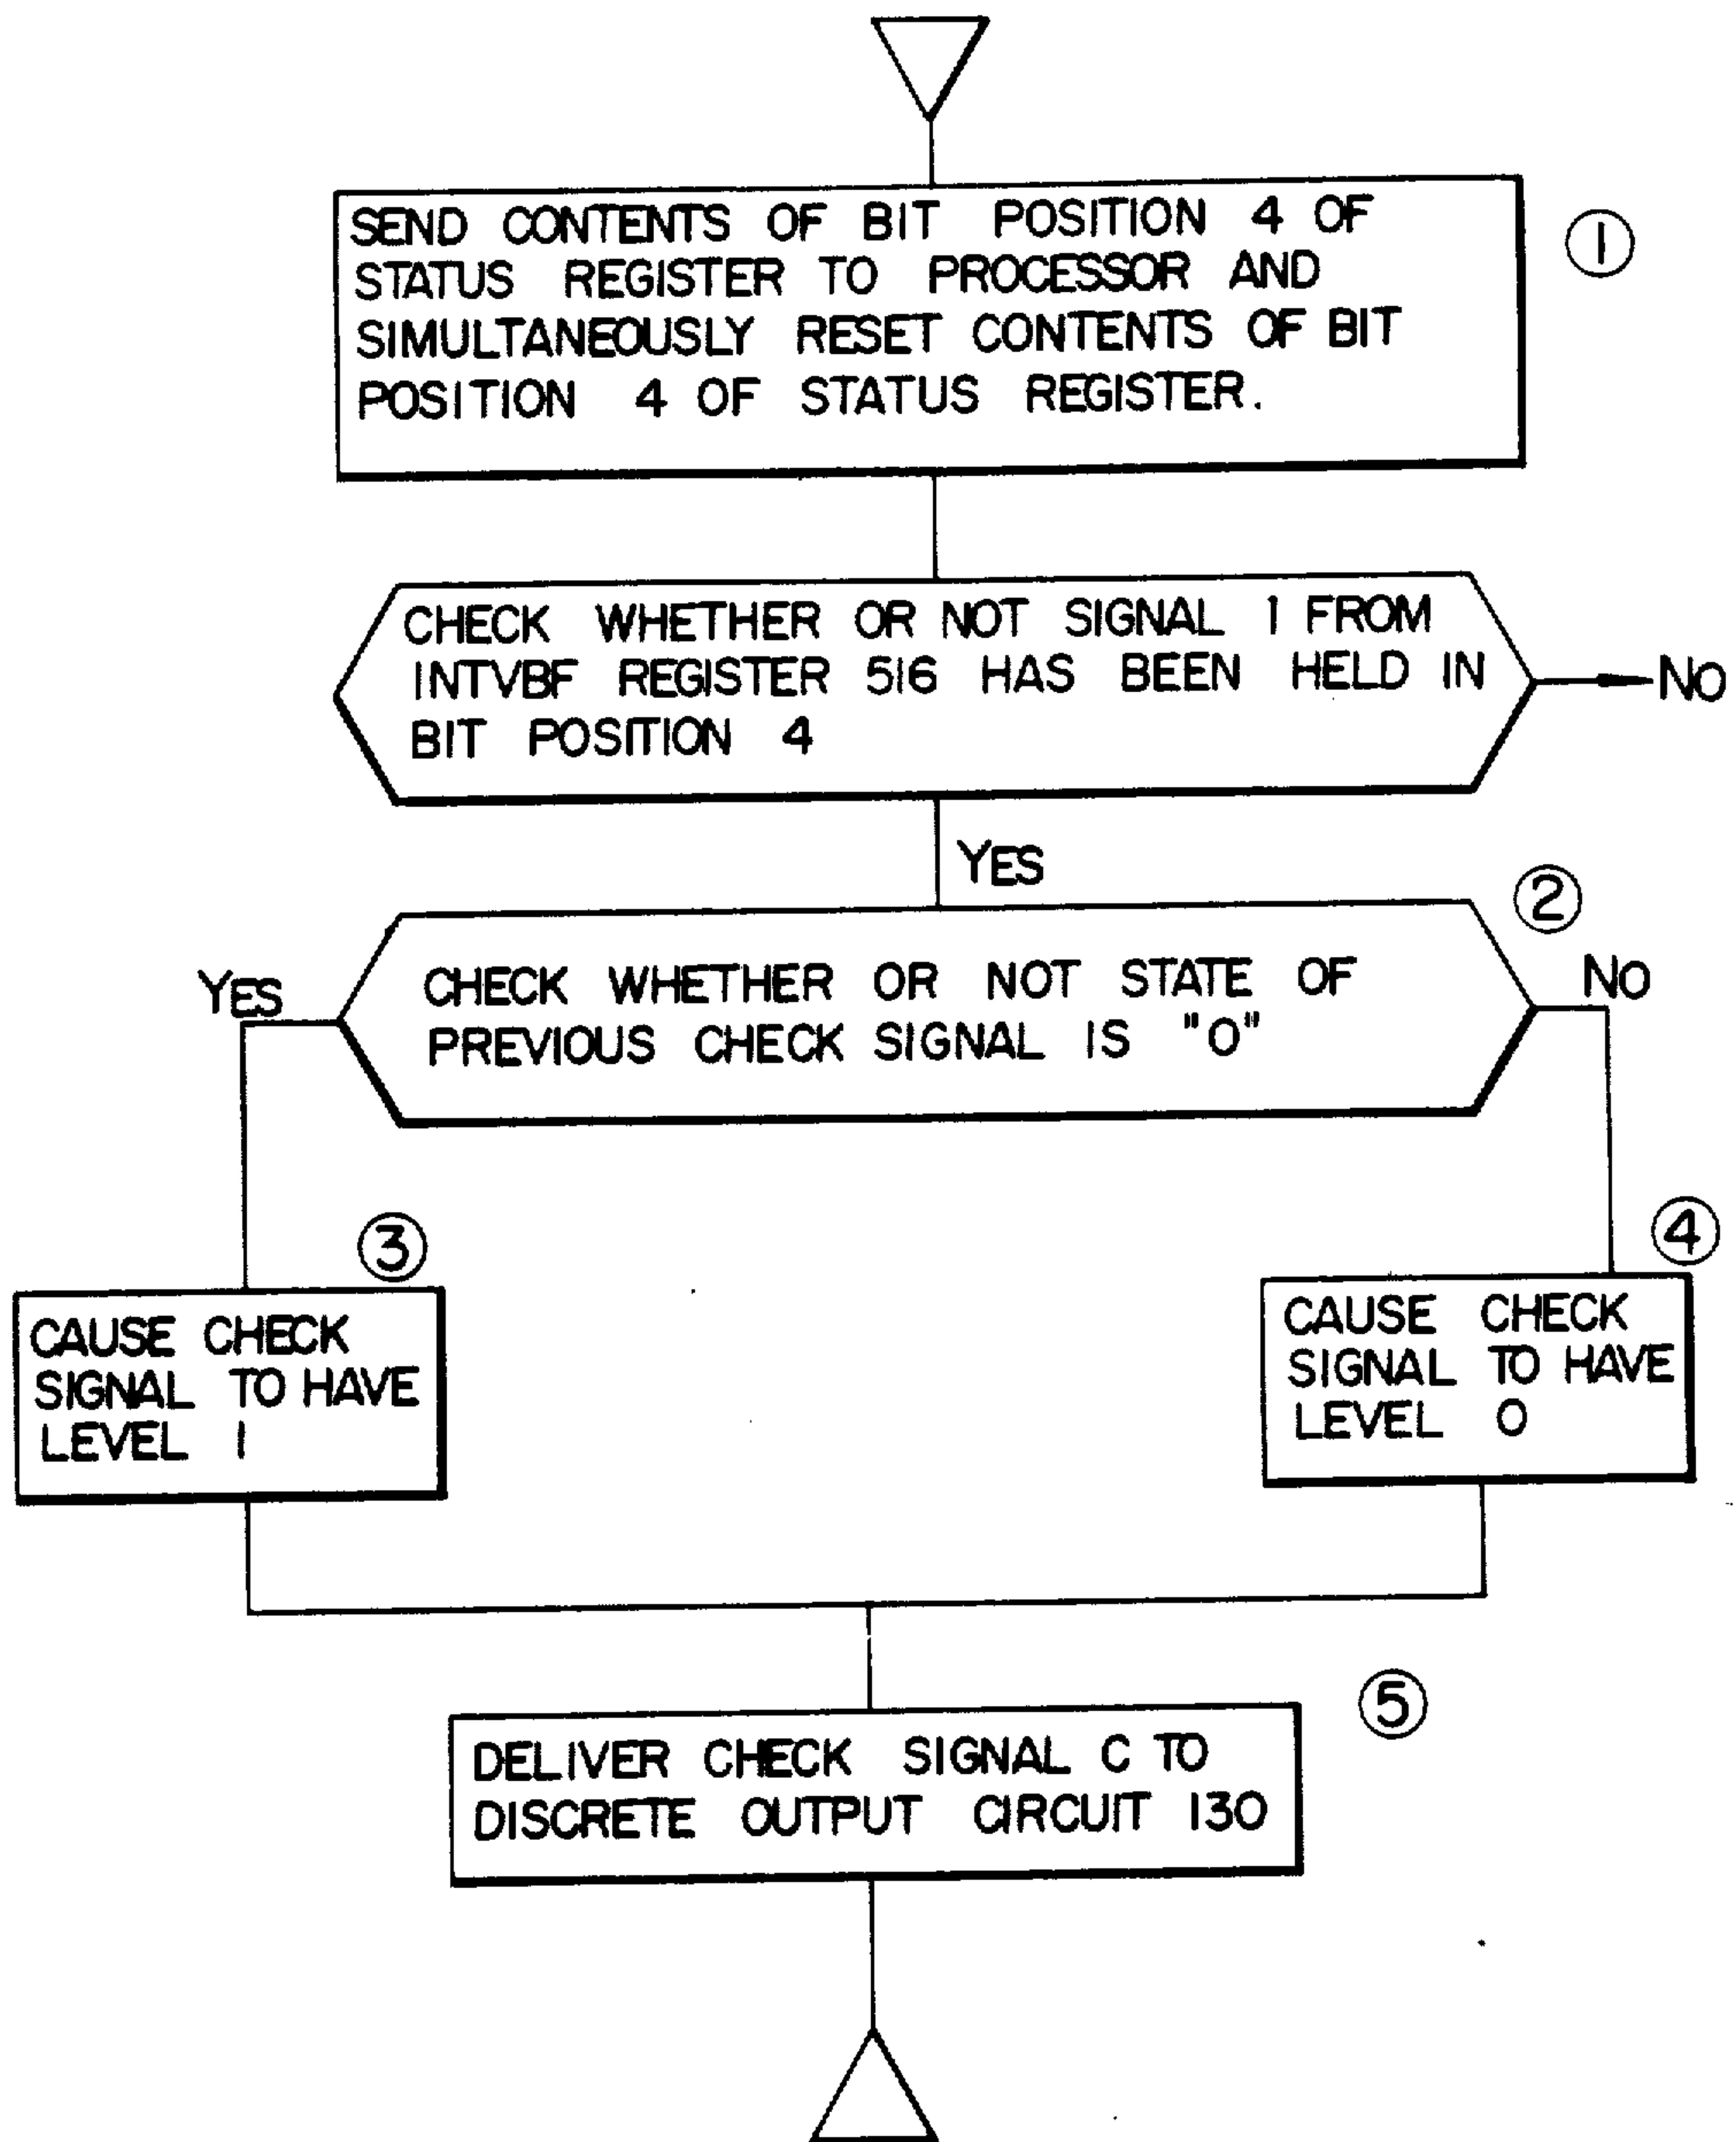 SEND CONTENTS OF BIT POSITION 4 OF
STATUS REGISTER TO PROCESSOR AND
SIMULTANEOUSLY RESET CONTENTS OF BIT
POSITION 4 OF STATUS REGISTER.
①
CHECK WHETHER OR NOT SIGNAL 1 FROM
INTVBF REGISTER 516 HAS BEEN HELD IN
BIT POSITION 4
NO
YES
②
YES
CHECK WHETHER OR NOT STATE OF
PREVIOUS CHECK SIGNAL IS "0"
NO
③
CAUSE CHECK
SIGNAL TO HAVE
LEVEL 1
④
CAUSE CHECK
SIGNAL TO HAVE
LEVEL 0
⑤
DELIVER CHECK SIGNAL C TO
DISCRETE OUTPUT CIRCUIT 130